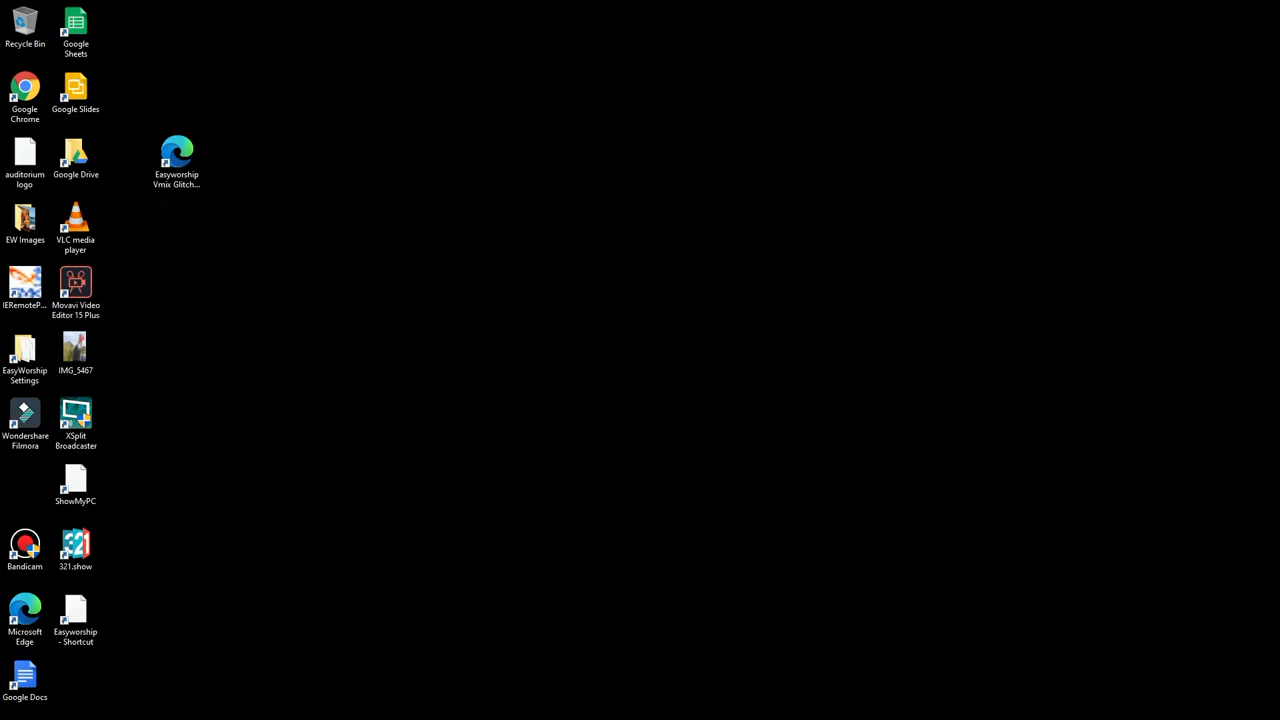 Recycle Bin
Google
Sheets
Google
Chrome
Google Slides
auditorium
logo
Google Drive
Easyworship
Vmix Glitch...
EW Images
VLC media
player
IERemoteP...
Movavi Video
Editor 15 Plus
EasyWorship
Settings
IMG_5467
Wondershare
Filmora
XSplit
Broadcaster
ShowMyPC
Bandicam
321
321.show
Microsoft
Edge
Easyworship
- Shortcut
Google Docs